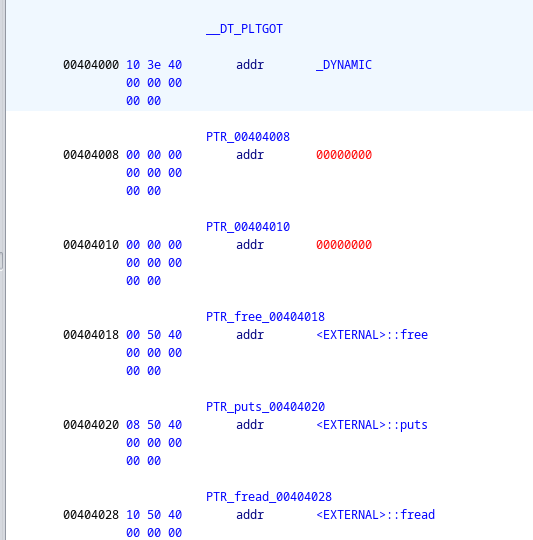 __DT_PLTGOT
00404000 10 3e 40 addr _DYNAMIC
00 00 00
00 00
PTR_00404008
00404008 00 00 00 addr 00000000
00 00 00
00 00
PTR_00404010
00404010 00 00 00 addr 00000000
00 00 00
00 00
PTR_free_00404018
00404018 00 50 40 addr <EXTERNAL>::free
00 00 00
00 00
PTR_puts_00404020
00404020 08 50 40 addr <EXTERNAL>::puts
00 00 00
00 00
PTR_fread_00404028
00404028 10 50 40 addr <EXTERNAL>::fread
00 00 00